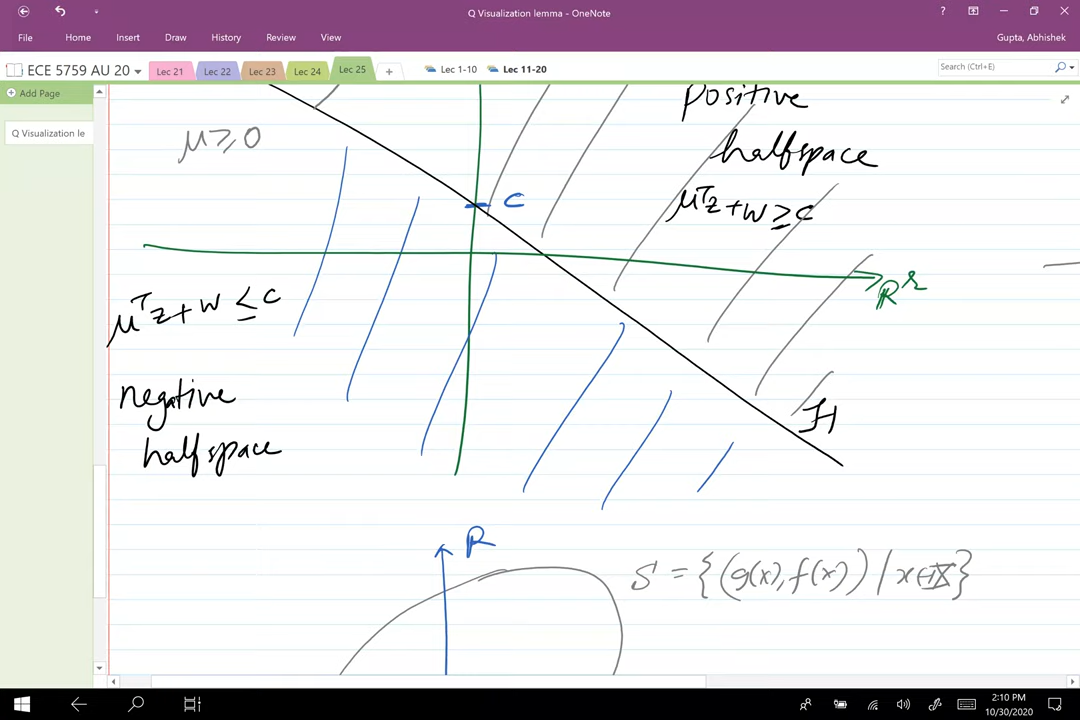 Q Visualization lemma - OneNote
?
File Home Insert Draw History Review View
Gupta, Abhishek
ECE 5759 AU 20
Lec 21 Lec 22 Lec 23 Lec 24 Lec 25 +
Lec 1-10 Lec 11-20
Search (Ctrl+E)
+ Add Page
Q Visualization le
μ ≥ 0
positive
halfspace
μᵀz + w ≥ c
c
ℝʳ
μᵀz + w ≤ c
negative
halfspace
H
ℝ
S = {(g(x), f(x)) | x ∈ X}
2:10 PM
10/30/2020